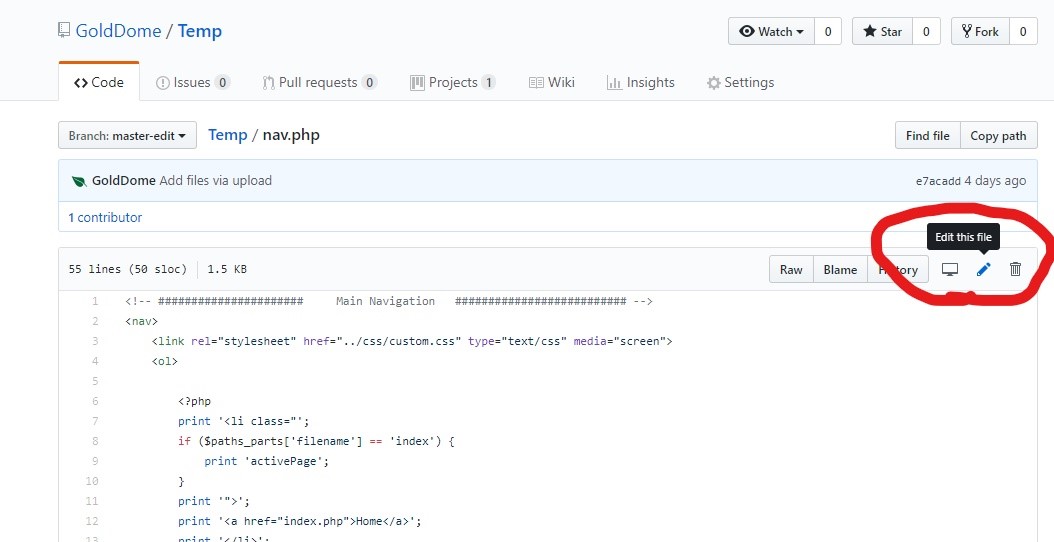 GoldDome / Temp
Watch 0 Star 0 Fork 0
Code Issues 0 Pull requests 0 Projects 1 Wiki Insights Settings
Branch: master-edit Temp / nav.php Find file Copy path
GoldDome Add files via upload e7acadd 4 days ago
1 contributor
Edit this file
55 lines (50 sloc) 1.5 KB Raw Blame History
1 <!-- ###################### Main Navigation ########################## -->
2 <nav>
3 <link rel="stylesheet" href="../css/custom.css" type="text/css" media="screen">
4 <ol>
5
6 <?php
7 print '<li class="';
8 if ($paths_parts['filename'] == 'index') {
9 print 'activePage';
10 }
11 print '">';
12 print '<a href="index.php">Home</a>';
13 print '</li>';